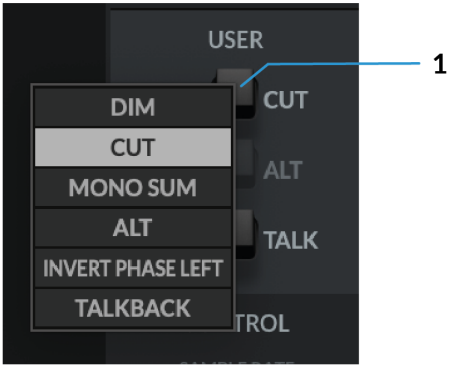 USER
1
CUT
DIM
CUT
MONO SUM
ALT
ALT
INVERT PHASE LEFT
TALK
TALKBACK
TROL